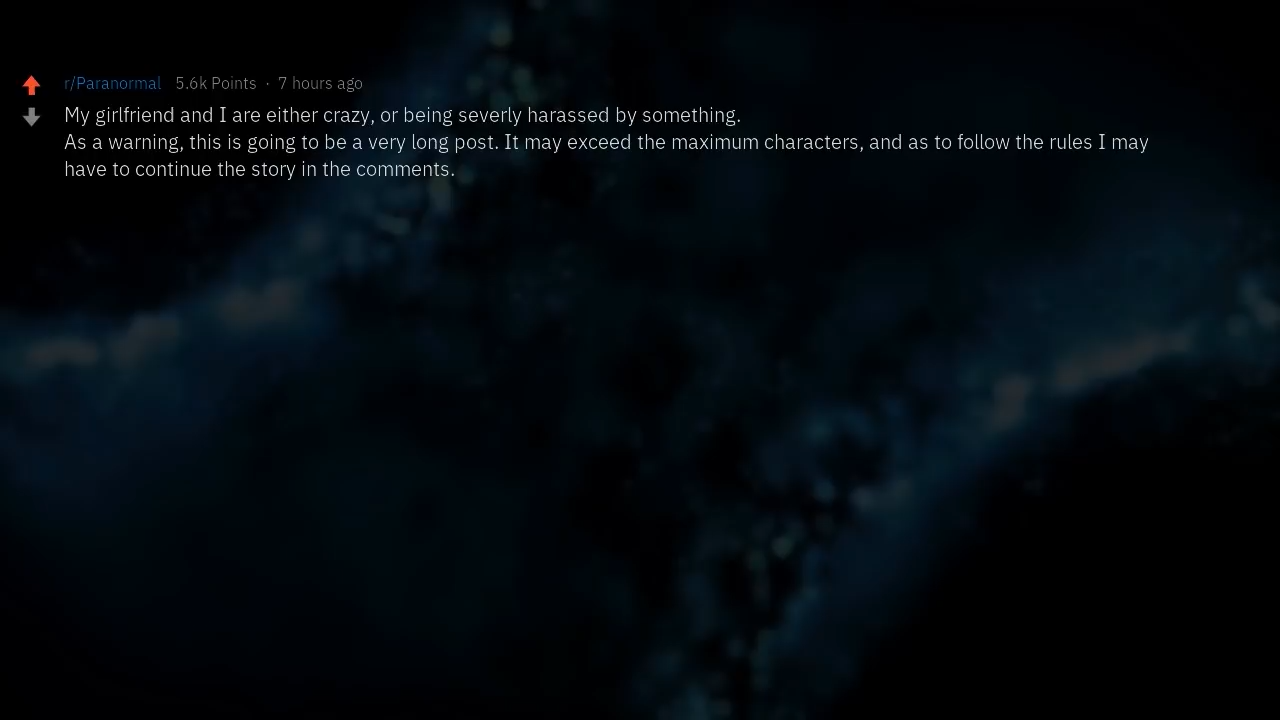 r/Paranormal 5.6k Points · 7 hours ago
My girlfriend and I are either crazy, or being severly harassed by something.
As a warning, this is going to be a very long post. It may exceed the maximum characters, and as to follow the rules I may
have to continue the story in the comments.